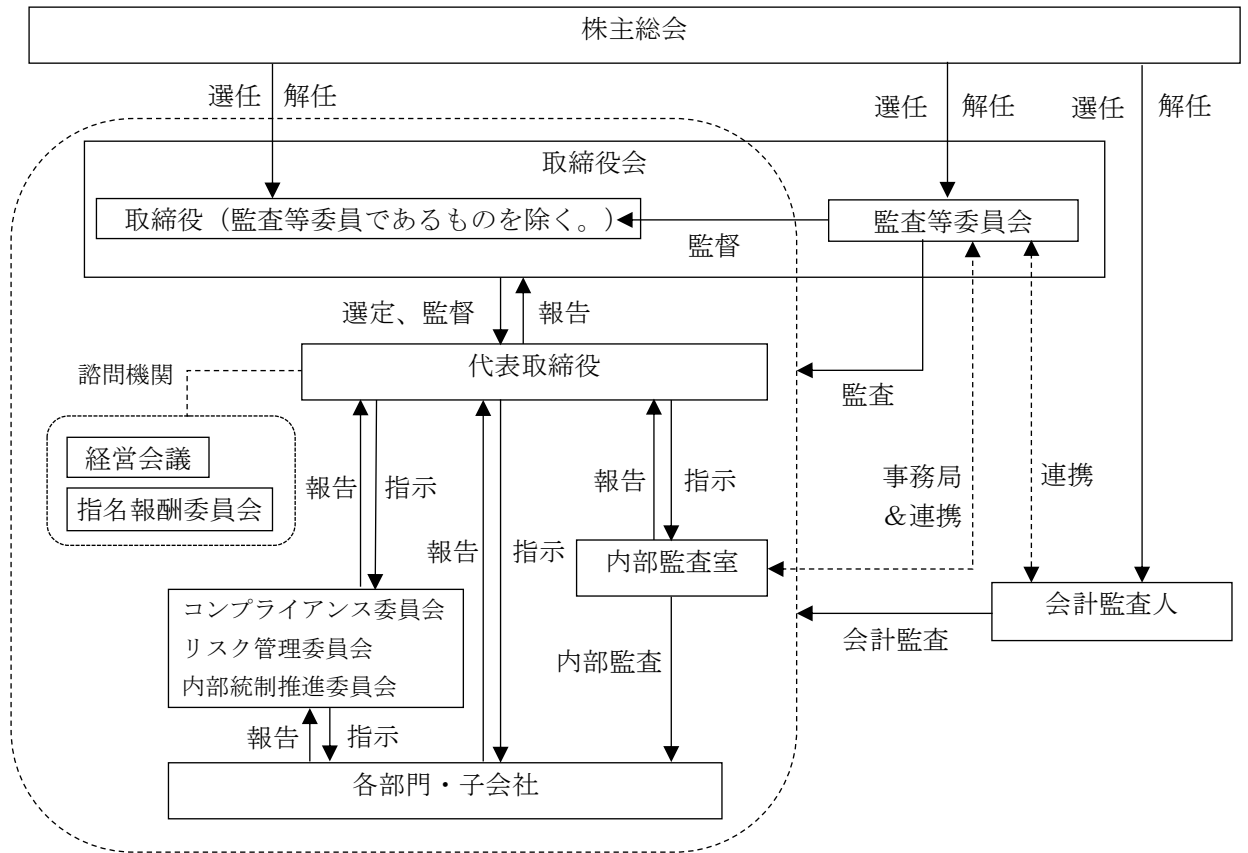 株主総会
選任 解任
選任 解任
選任 解任
取締役会
取締役（監査等委員であるものを除く。）
監査等委員会
監督
選定、監督
報告
代表取締役
諮問機関
監査
経営会議
指名報酬委員会
報告
指示
報告
指示
報告
指示
事務局
＆連携
連携
内部監査室
会計監査人
コンプライアンス委員会
リスク管理委員会
内部統制推進委員会
内部監査
会計監査
報告
指示
各部門・子会社